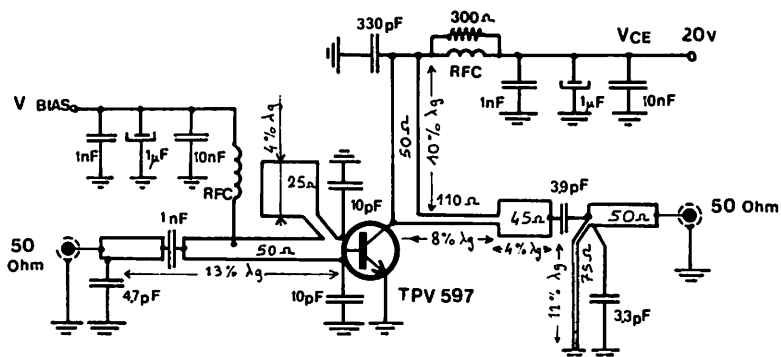 330pF
300Ω
RFC
VCE 20V
1nF
1µF
10nF
V BIAS
1nF
1µF
10nF
RFC
4% λg
25Ω
10pF
50Ω
10% λg
110Ω
3,9pF
45Ω
50Ω
50 Ohm
8% λg
4% λg
50 Ohm
1nF
50Ω
13% λg
4,7pF
10pF
TPV 597
11% λg
75Ω
3,3pF